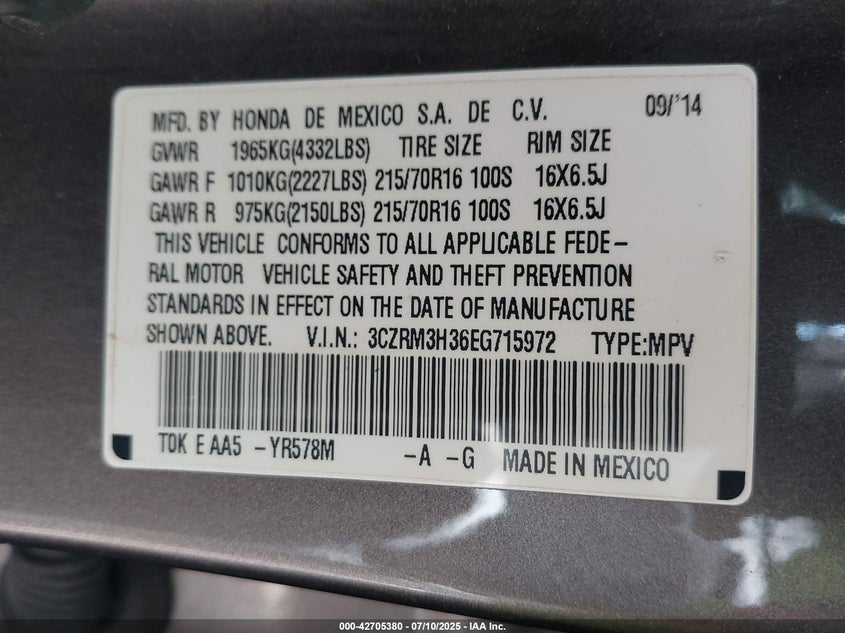 MFD. BY HONDA DE MEXICO S.A. DE C.V. 09/'14
GVWR 1965KG(4332LBS) TIRE SIZE RIM SIZE
GAWR F 1010KG(2227LBS) 215/70R16 100S 16X6.5J
GAWR R 975KG(2150LBS) 215/70R16 100S 16X6.5J
THIS VEHICLE CONFORMS TO ALL APPLICABLE FEDE-
RAL MOTOR VEHICLE SAFETY AND THEFT PREVENTION
STANDARDS IN EFFECT ON THE DATE OF MANUFACTURE
SHOWN ABOVE. V.I.N.: 3CZRM3H36EG715972 TYPE:MPV
T0K E AA5 -YR578M -A -G MADE IN MEXICO
000-42705380 - 07/10/2025 - IAA Inc.